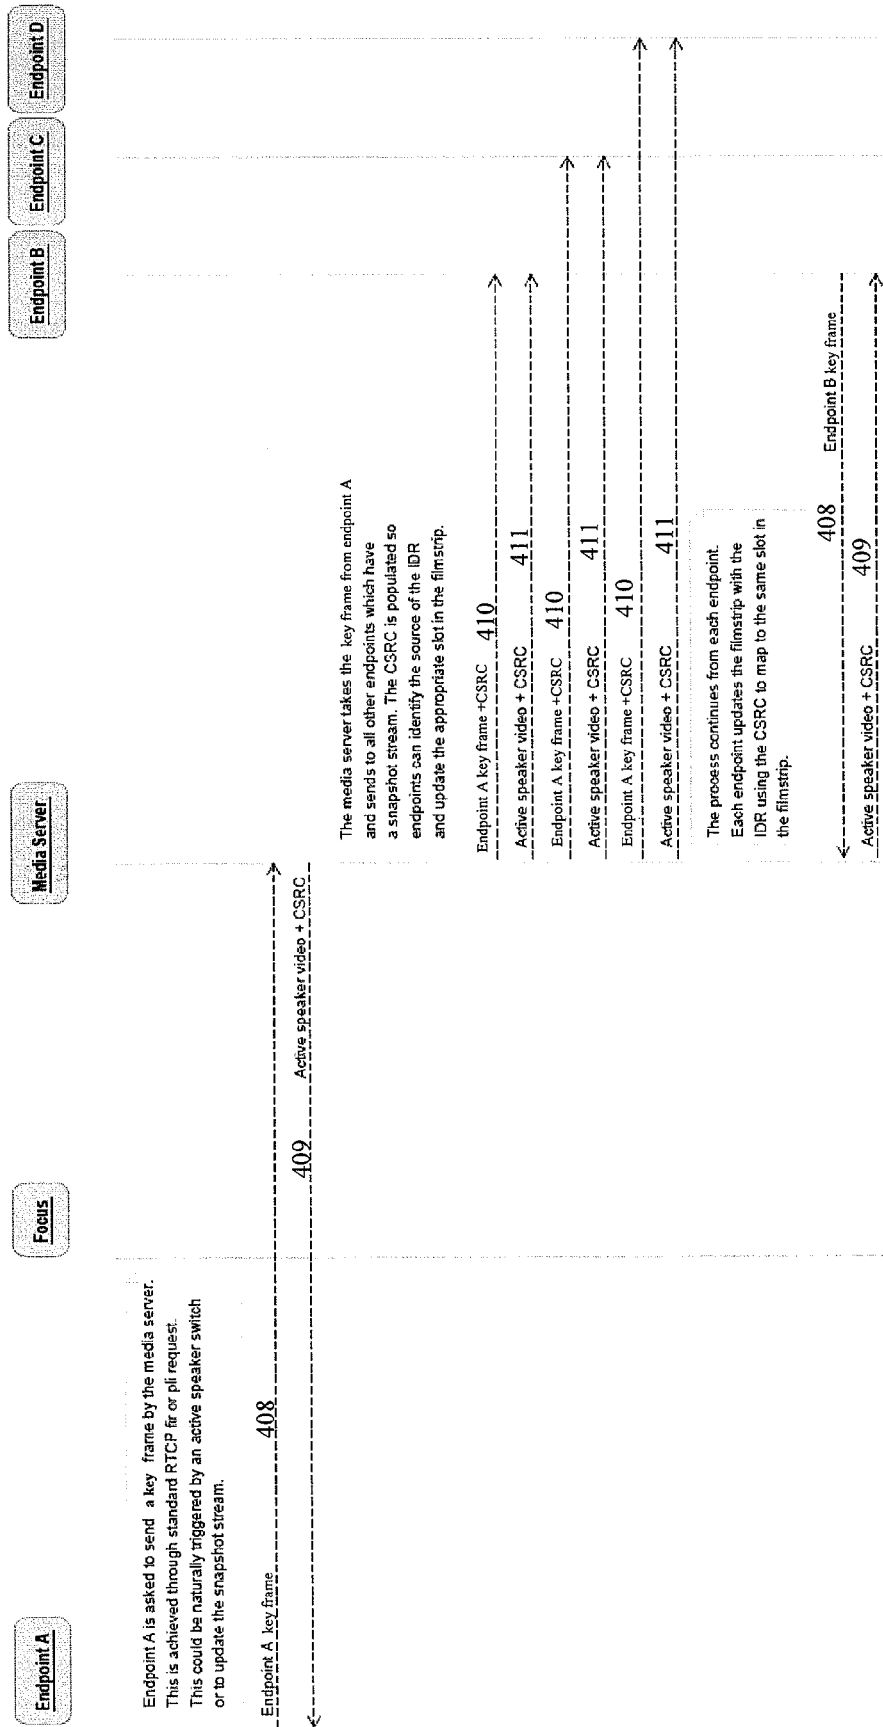 Endpoint A
Focus
Media Server
Endpoint B
Endpoint C
Endpoint D
Endpoint A is asked to send a key frame by the media server.
This is achieved through standard RTCP fir or pli request.
This could be naturally triggered by an active speaker switch
or to update the snapshot stream.
Endpoint A key frame
408
409
Active speaker video + CSRC
The media server takes the key frame from endpoint A
and sends to all other endpoints which have
a snapshot stream. The CSRC is populated so
endpoints can identify the source of the IDR
and update the appropriate slot in the filmstrip.
Endpoint A key frame +CSRC
410
Active speaker video + CSRC
411
Endpoint A key frame +CSRC
410
Active speaker video + CSRC
411
Endpoint A key frame +CSRC
410
Active speaker video + CSRC
411
The process continues from each endpoint.
Each endpoint updates the filmstrip with the
IDR using the CSRC to map to the same slot in
the filmstrip.
408
Endpoint B key frame
Active speaker video + CSRC
409